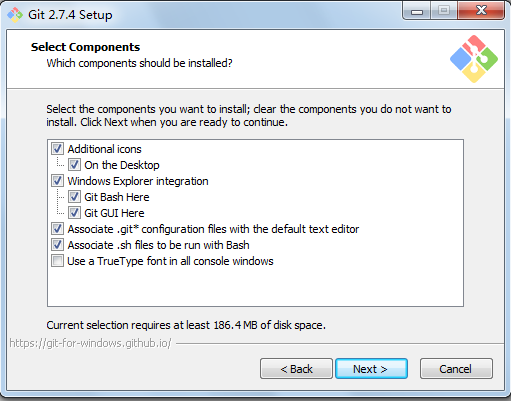 Git 2.7.4 Setup
Select Components
Which components should be installed?
Select the components you want to install; clear the components you do not want to
install. Click Next when you are ready to continue.
Additional icons
On the Desktop
Windows Explorer integration
Git Bash Here
Git GUI Here
Associate .git* configuration files with the default text editor
Associate .sh files to be run with Bash
Use a TrueType font in all console windows
Current selection requires at least 186.4 MB of disk space.
https://git-for-windows.github.io/
< Back
Next >
Cancel